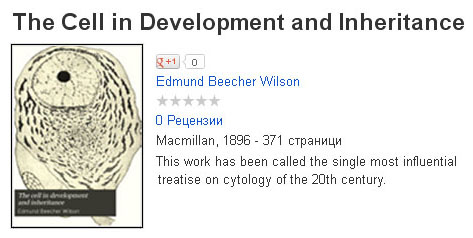 The Cell in Development and Inheritance
g +1 0
Edmund Beecher Wilson
0 Рецензии
Macmillan, 1896 - 371 страници
This work has been called the single most influential
treatise on cytology of the 20th century.
The cell in development
and inheritance
Edmund Beecher Wilson